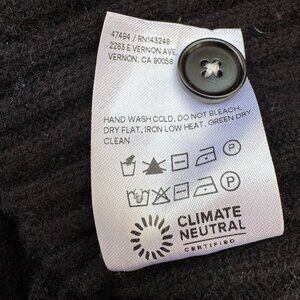 47494 / RN143248
2263 E VERNON AVE.
VERNON, CA 90058
HAND WASH COLD, DO NOT BLEACH,
DRY FLAT, IRON LOW HEAT, GREEN DRY
CLEAN
P
P
CLIMATE
NEUTRAL
CERTIFIED